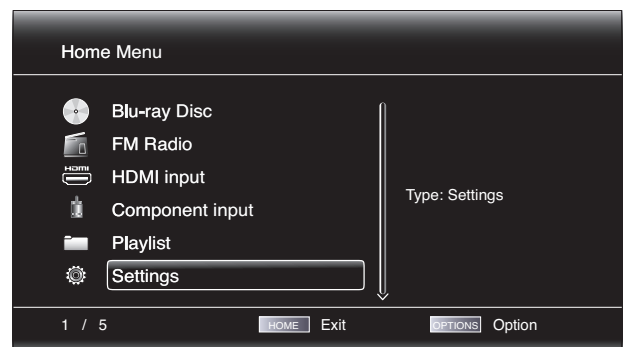 Home Menu
Blu-ray Disc
FM Radio
HDMI
HDMI input
Component input
Playlist
Settings
Type: Settings
1 / 5
HOME Exit
OPTIONS Option